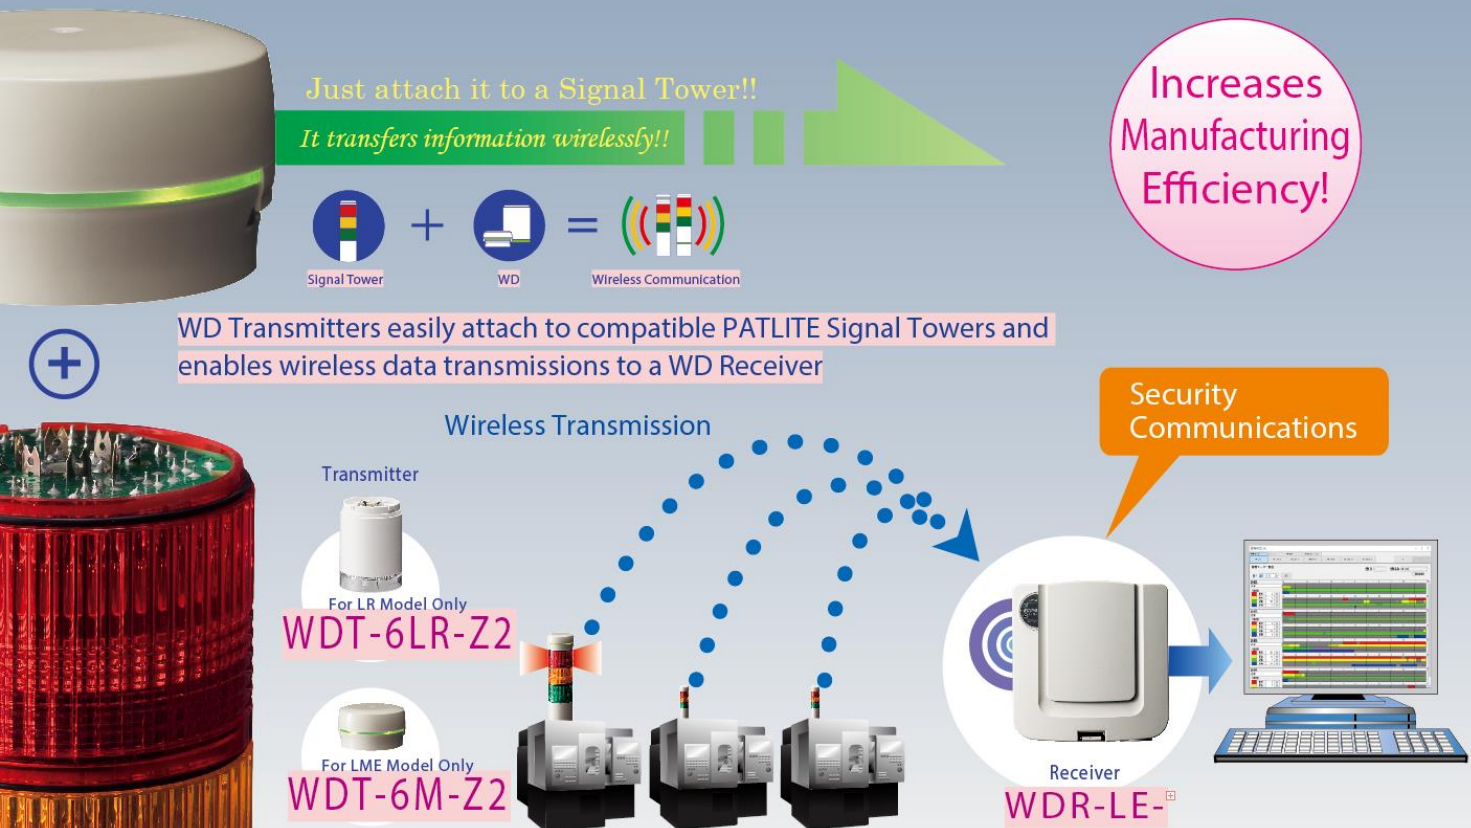 Just attach it to a Signal Tower!!
It transfers information wirelessly!!
Increases
Manufacturing
Efficiency!
+
=
Signal Tower
WD
Wireless Communication
WD Transmitters easily attach to compatible PATLITE Signal Towers and
enables wireless data transmissions to a WD Receiver
+
Wireless Transmission
Security
Communications
Transmitter
For LR Model Only
WDT-6LR-Z2
For LME Model Only
WDT-6M-Z2
Receiver
WDR-LE-